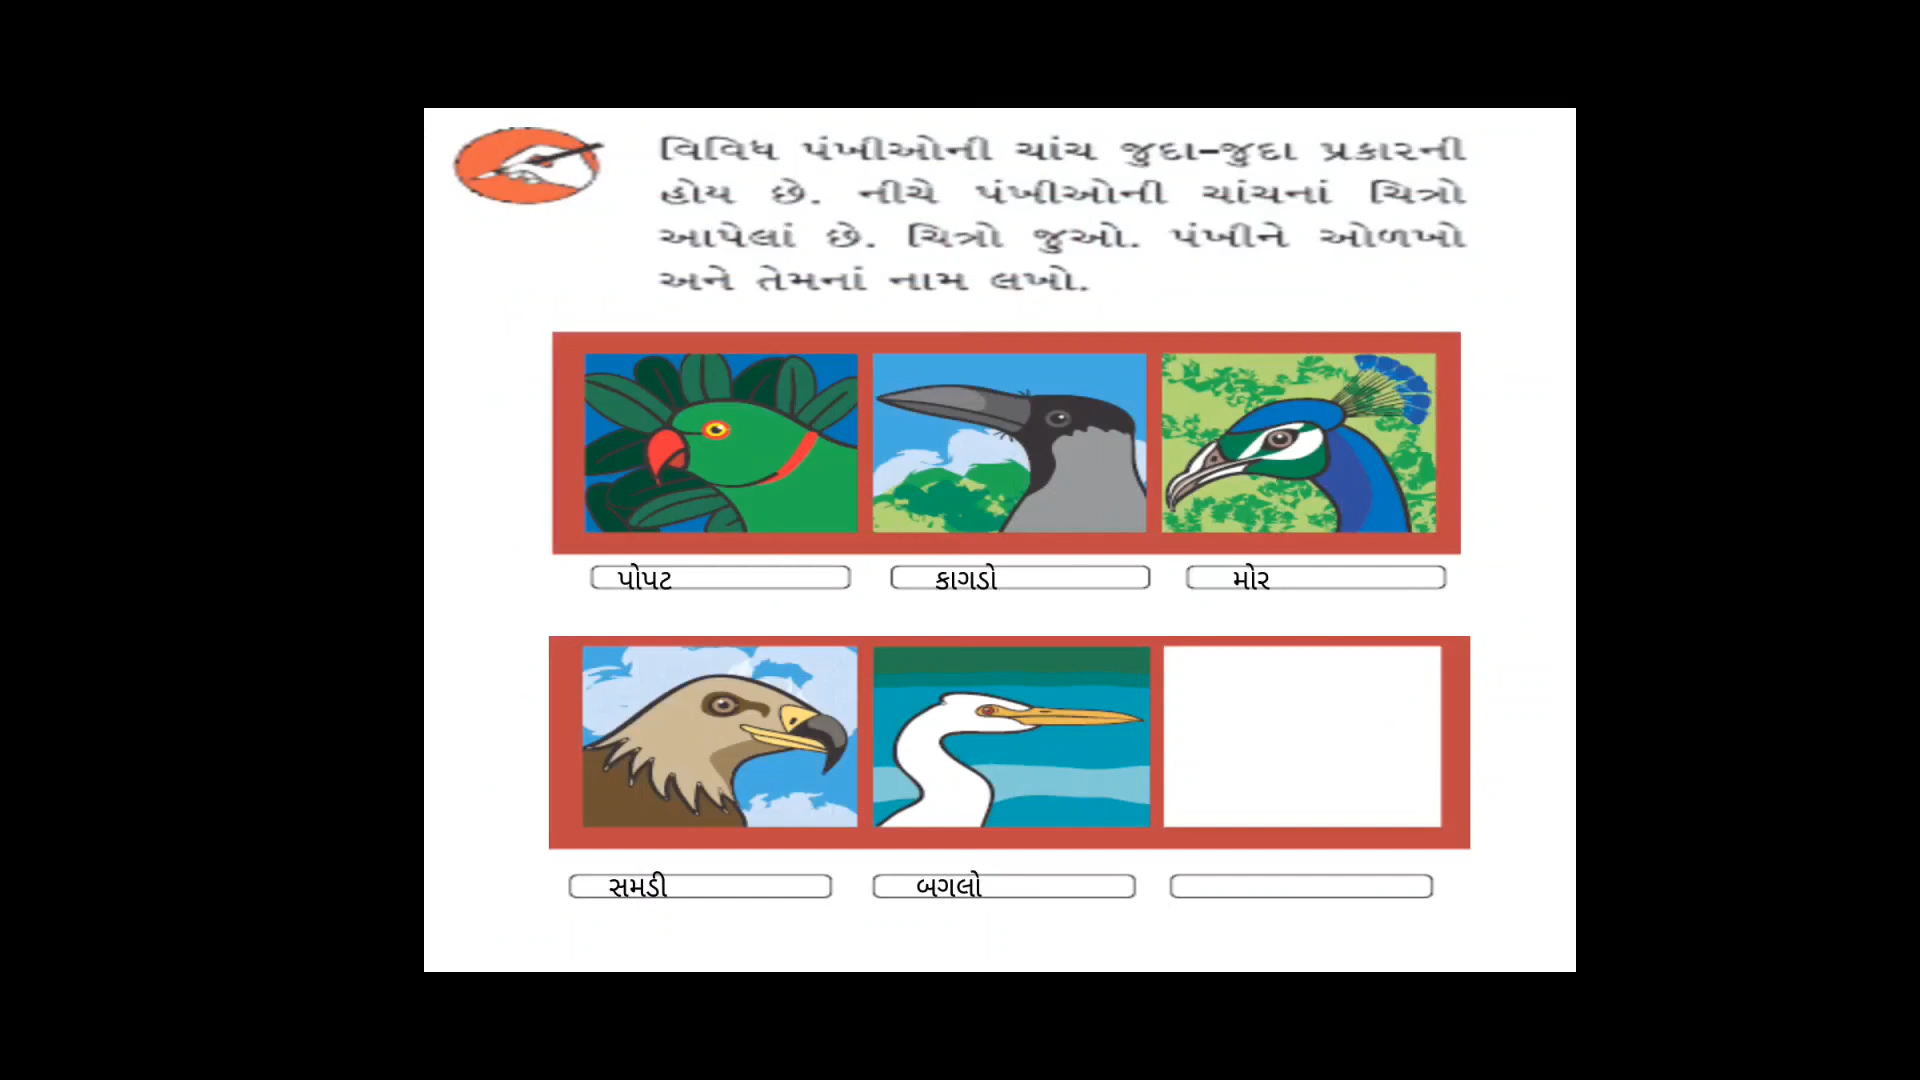 વિવિધ પંખીઓની ચાંચ જુદા-જુદા પ્રકારની
હોય છે. નીચે પંખીઓની ચાંચનાં ચિત્રો
આપેલાં છે. ચિત્રો જુઓ. પંખીને ઓળખો
અને તેમનાં નામ લખો.
પોપટ કાગડો મોર
સમડી બગલો